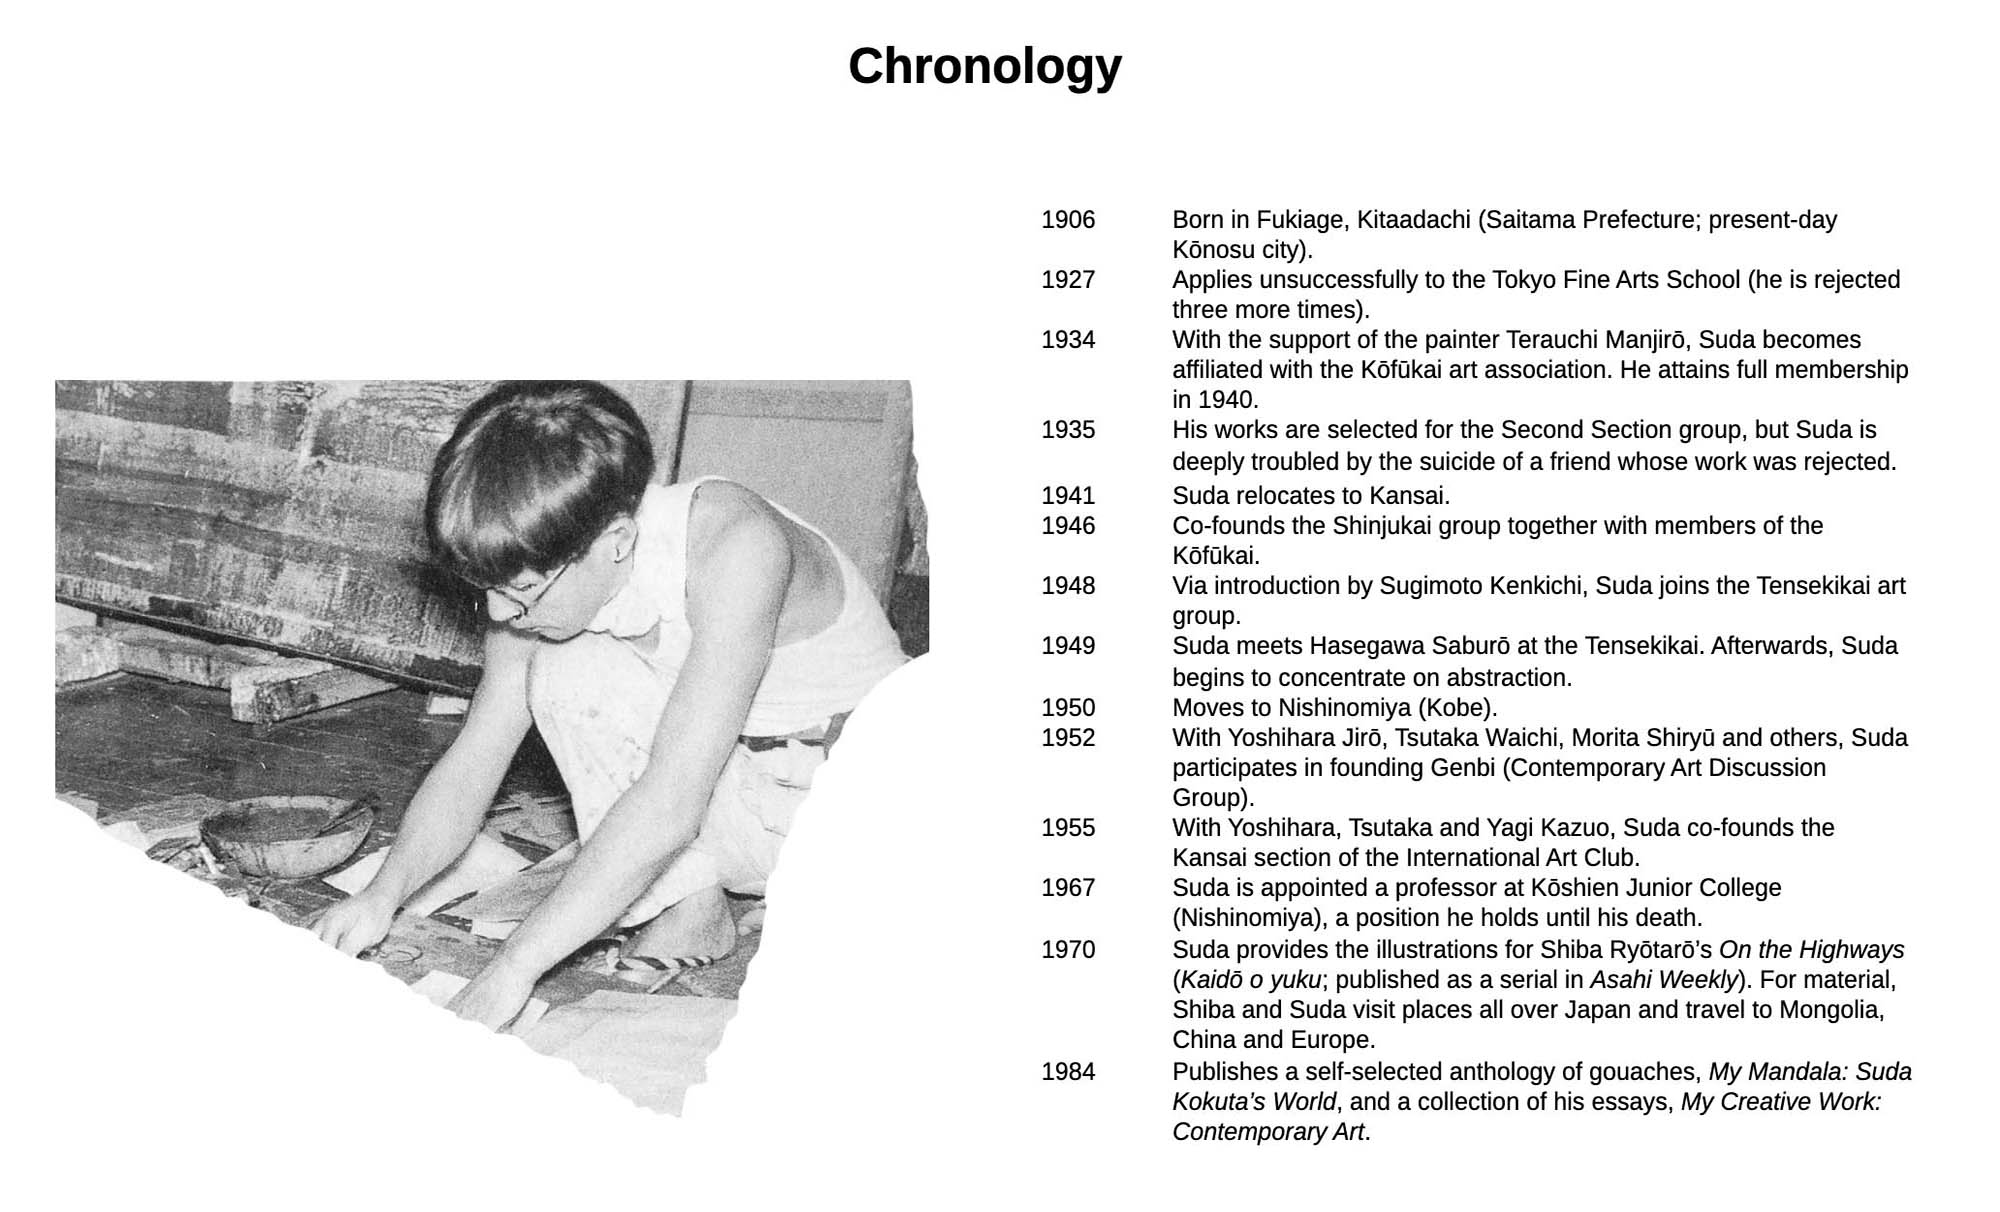 Chronology
1906 Born in Fukiage, Kitaadachi (Saitama Prefecture; present-day
Kōnosu city).
1927 Applies unsuccessfully to the Tokyo Fine Arts School (he is rejected
three more times).
1934 With the support of the painter Terauchi Manjirō, Suda becomes
affiliated with the Kōfūkai art association. He attains full membership
in 1940.
1935 His works are selected for the Second Section group, but Suda is
deeply troubled by the suicide of a friend whose work was rejected.
1941 Suda relocates to Kansai.
1946 Co-founds the Shinjukai group together with members of the
Kōfūkai.
1948 Via introduction by Sugimoto Kenkichi, Suda joins the Tensekikai art
group.
1949 Suda meets Hasegawa Saburō at the Tensekikai. Afterwards, Suda
begins to concentrate on abstraction.
1950 Moves to Nishinomiya (Kobe).
1952 With Yoshihara Jirō, Tsutaka Waichi, Morita Shiryū and others, Suda
participates in founding Genbi (Contemporary Art Discussion
Group).
1955 With Yoshihara, Tsutaka and Yagi Kazuo, Suda co-founds the
Kansai section of the International Art Club.
1967 Suda is appointed a professor at Kōshien Junior College
(Nishinomiya), a position he holds until his death.
1970 Suda provides the illustrations for Shiba Ryōtarō’s On the Highways
(Kaidō o yuku; published as a serial in Asahi Weekly). For material,
Shiba and Suda visit places all over Japan and travel to Mongolia,
China and Europe.
1984 Publishes a self-selected anthology of gouaches, My Mandala: Suda
Kokuta’s World, and a collection of his essays, My Creative Work:
Contemporary Art.